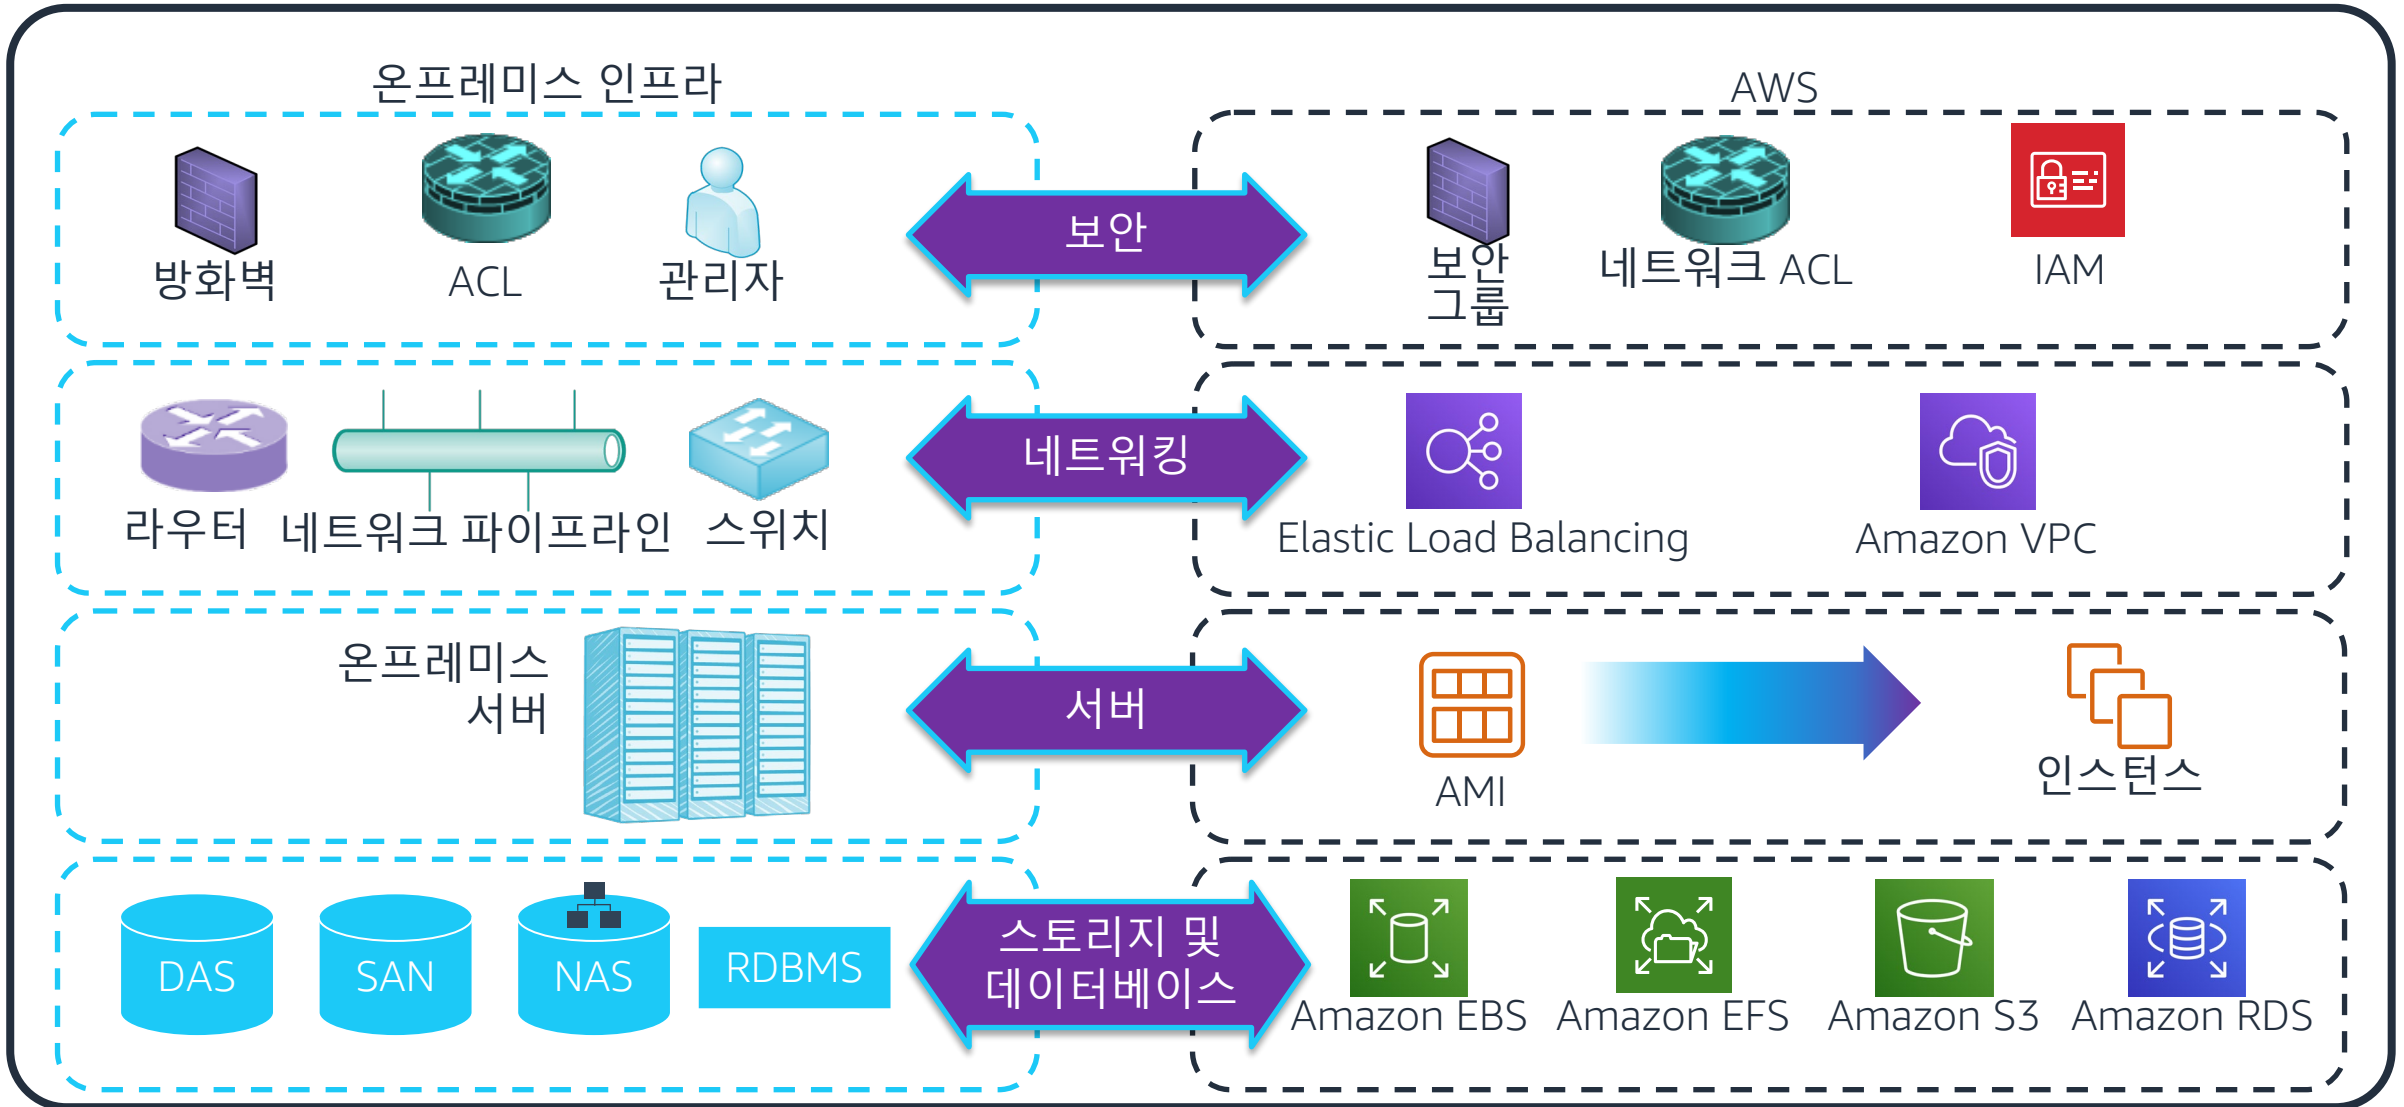 온프레미스 인프라
AWS
방화벽
ACL
관리자
보안
보안
그룹
네트워크 ACL
IAM
라우터
네트워크 파이프라인
스위치
네트워킹
Elastic Load Balancing
Amazon VPC
온프레미스
서버
서버
AMI
인스턴스
DAS
SAN
NAS
RDBMS
스토리지 및
데이터베이스
Amazon EBS
Amazon EFS
Amazon S3
Amazon RDS